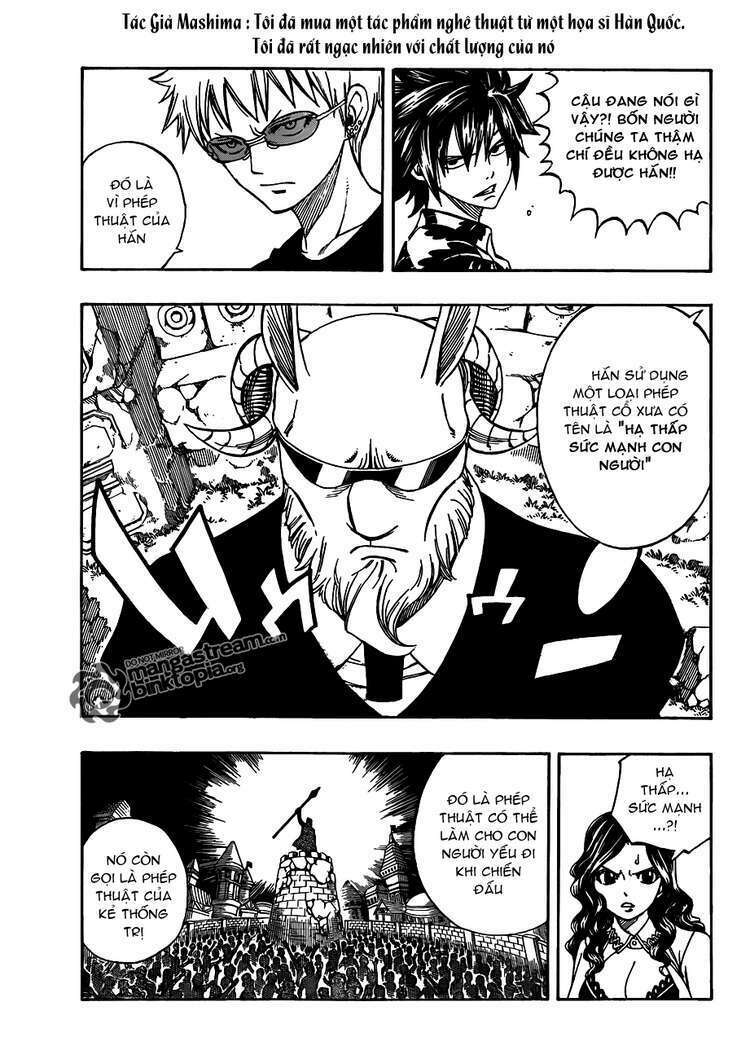 Tác Giả Mashima : Tôi đã mua một tác phẩm nghê thuật từ một họa sĩ Hàn Quốc.
Tôi đã rất ngạc nhiên với chất lượng của nó
CẬU ĐANG NÓI GÌ
VẬY?! BỐN NGƯỜI
CHÚNG TA THẬM
CHÍ ĐỀU KHÔNG HẠ
ĐƯỢC HẮN!!
ĐÓ LÀ
VÌ PHÉP
THUẬT CỦA
HẮN
HẮN SỬ DỤNG
MỘT LOẠI PHÉP
THUẬT CỔ XƯA CÓ
TÊN LÀ "HẠ THẤP
SỨC MẠNH CON
NGƯỜI"
DO NOT MIRROR
mangastream.com
binktopia.org
HẠ
THẤP...
SỨC MẠNH
...?!
ĐÓ LÀ PHÉP
THUẬT CÓ THỂ
LÀM CHO CON
NGƯỜI YẾU ĐI
KHI CHIẾN
ĐẤU
NÓ CÒN
GỌI LÀ PHÉP
THUẬT CỦA
KẺ THỐNG
TRỊ